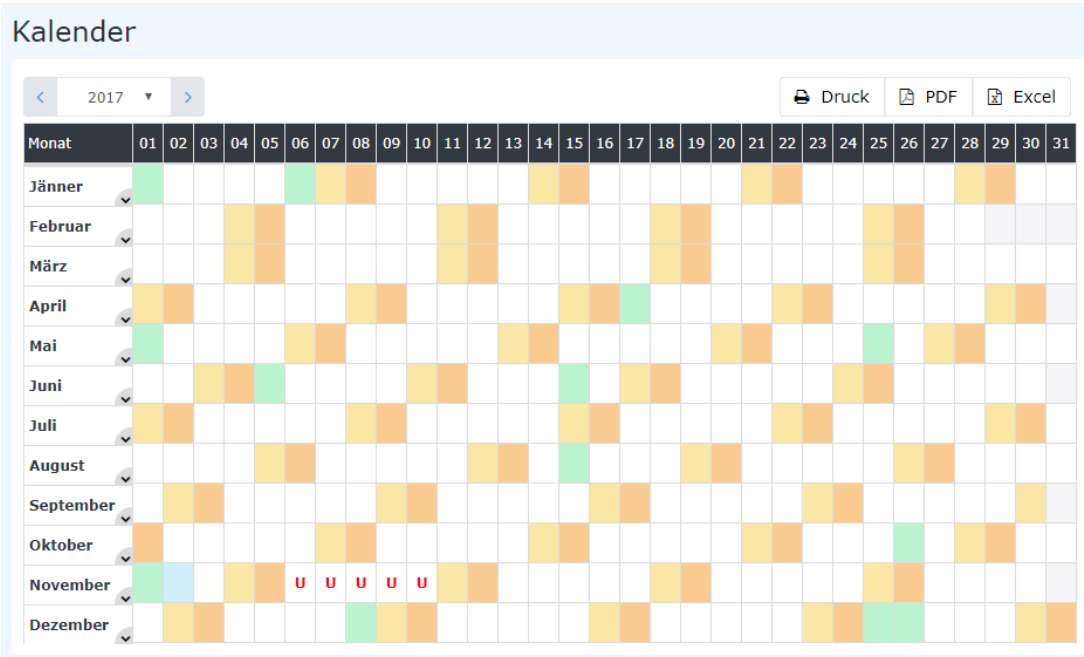 Kalender
2017 Druck PDF Excel
Monat 01 02 03 04 05 06 07 08 09 10 11 12 13 14 15 16 17 18 19 20 21 22 23 24 25 26 27 28 29 30 31
Jänner
Februar
März
April
Mai
Juni
Juli
August
September
Oktober
November U U U U U
Dezember